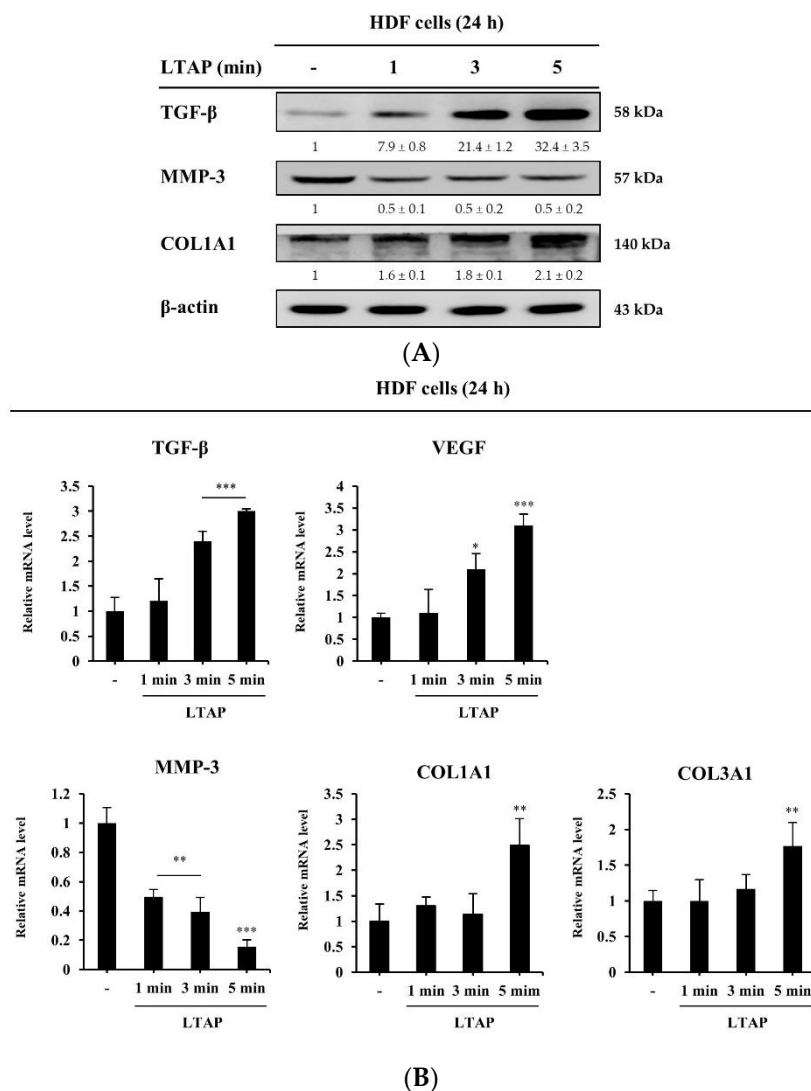 HDF cells (24 h)
LTAP (min) - 1 3 5
TGF-β 58 kDa
1 7.9 ± 0.8 21.4 ± 1.2 32.4 ± 3.5
MMP-3 57 kDa
1 0.5 ± 0.1 0.5 ± 0.2 0.5 ± 0.2
COL1A1 140 kDa
1 1.6 ± 0.1 1.8 ± 0.1 2.1 ± 0.2
β-actin 43 kDa
(A)
HDF cells (24 h)
TGF-β
Relative mRNA level
3.5
3
2.5
2
1.5
1
0.5
0
***
- 1 min 3 min 5 min
LTAP
VEGF
Relative mRNA level
4
3.5
3
2.5
2
1.5
1
0.5
0
*
***
- 1 min 3 min 5 min
LTAP
MMP-3
Relative mRNA level
1.2
1
0.8
0.6
0.4
0.2
0
**
***
- 1 min 3 min 5 min
LTAP
COL1A1
Relative mRNA level
3.5
3
2.5
2
1.5
1
0.5
0
**
- 1 min 3 min 5 mim
LTAP
COL3A1
Relative mRNA level
2.5
2
1.5
1
0.5
0
**
- 1 min 3 min 5 min
LTAP
(B)